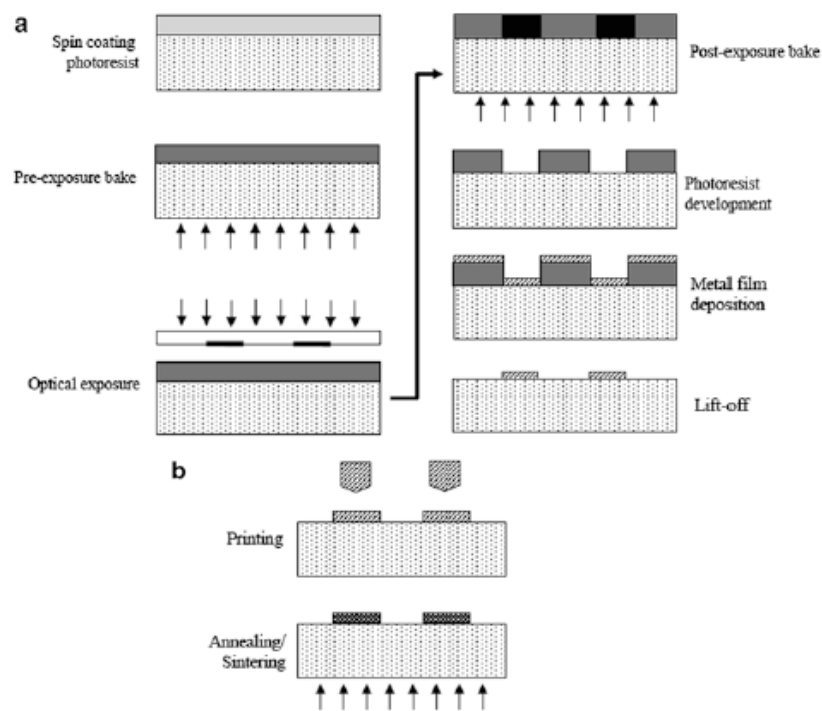 a
Spin coating
photoresist
Pre-exposure bake
Optical exposure
Post-exposure bake
Photoresist
development
Metal film
deposition
Lift-off
b
Printing
Annealing/
Sintering